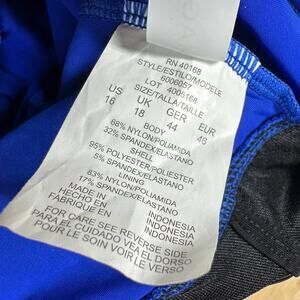 RN 40168
STYLE/ESTILO/MODELE
6006057
LOT 4005168
SIZE/TALLA/TAILLE
US UK GER EUR
16 18 44 46
BODY
68% NYLON/POLIAMIDA
32% SPANDEX/ELASTANO
SHELL
95% POLYESTER/POLIESTER
5% SPANDEX/ELASTANO
LINING
83% NYLON/POLIAMIDA
17% SPANDEX/ELASTANO
MADE IN INDONESIA
HECHO EN INDONESIA
FABRIQUE EN INDONESIA
FOR CARE SEE REVERSE SIDE
PARA EL CUIDADO VEA EL DORSO
POUR LE SOIN VOIR LE DOS